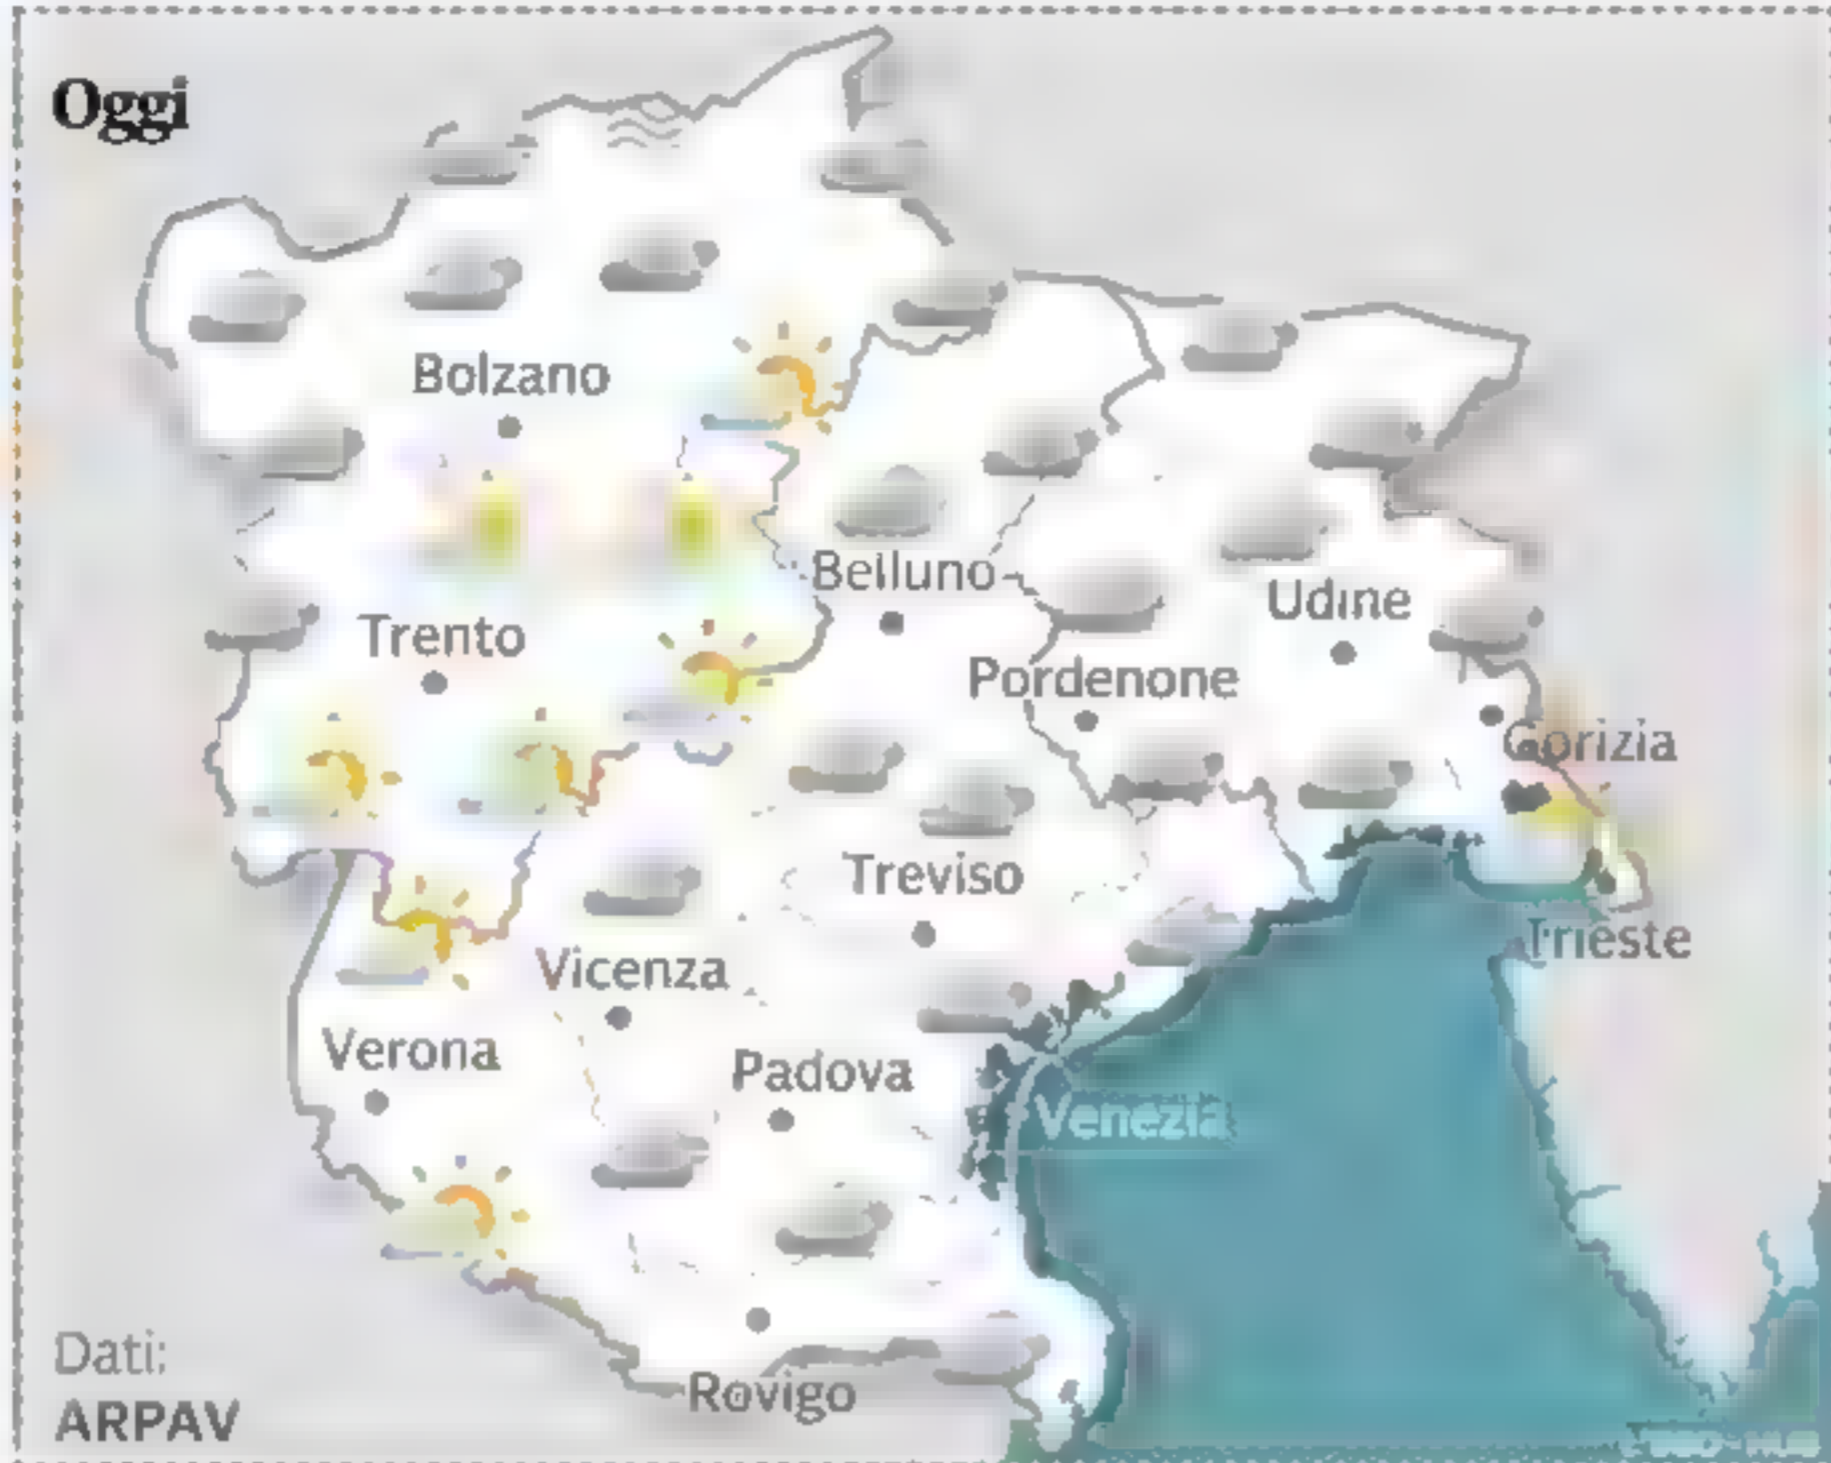 Oggi
Bolzano
Belluno
Udine
Trento
Pordenone
Gorizia
Treviso
Trieste
Vicenza
Verona
Padova
Venezia
Dati:
ARPAV
Rovigo